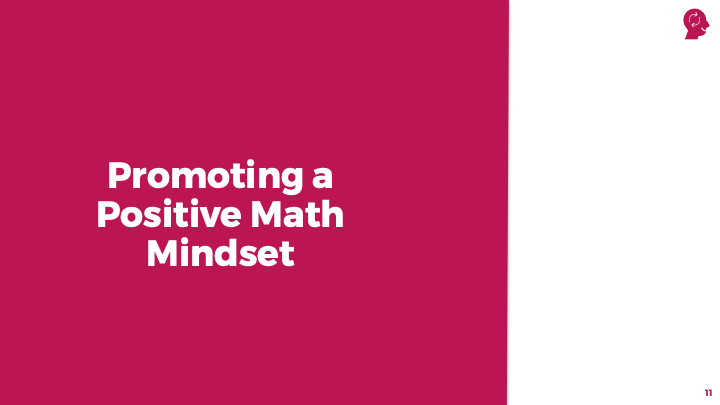 Promoting a
Positive Math
Mindset
11